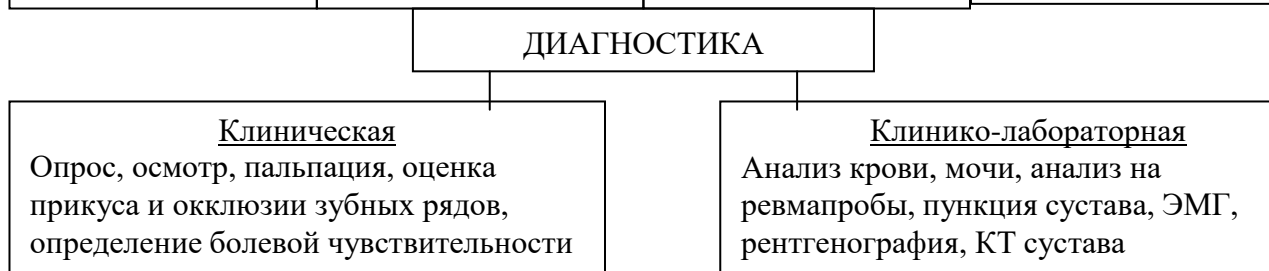 ДИАГНОСТИКА
Клиническая
Опрос, осмотр, пальпация, оценка
прикуса и окклюзии зубных рядов,
определение болевой чувствительности
Клинико-лабораторная
Анализ крови, мочи, анализ на
ревмапробы, пункция сустава, ЭМГ,
рентгенография, КТ сустава